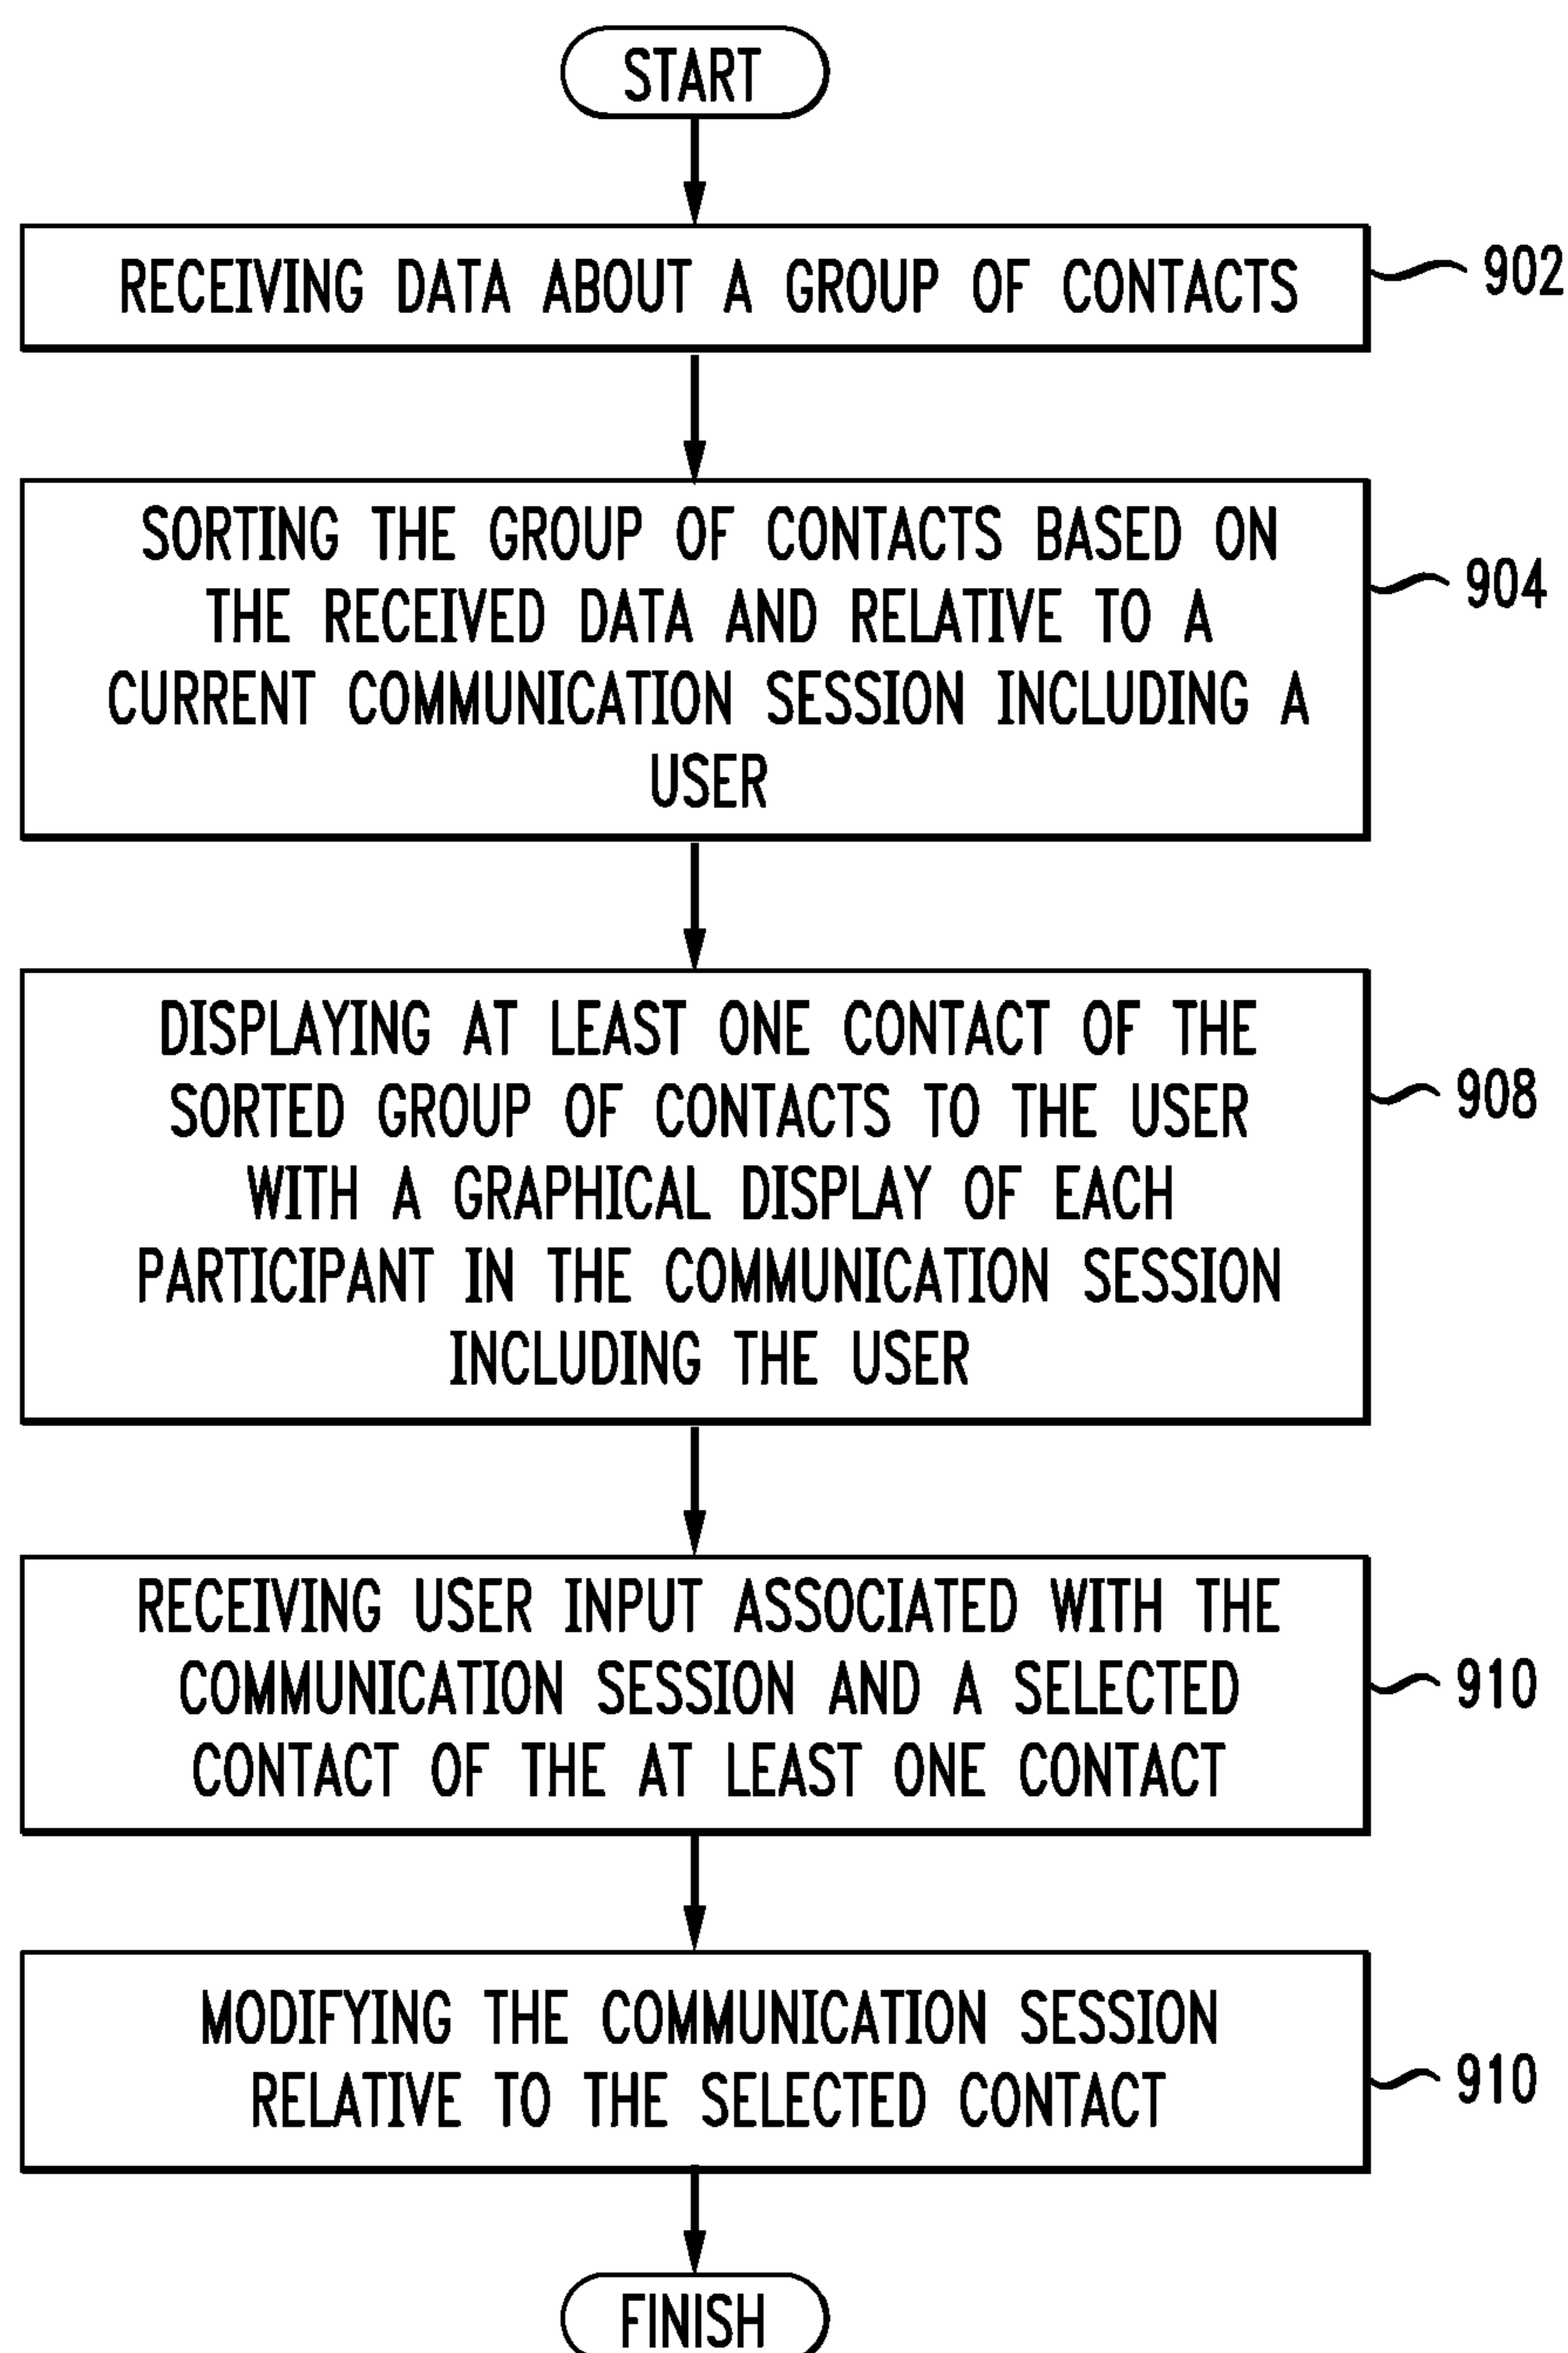 START
RECEIVING DATA ABOUT A GROUP OF CONTACTS
902
SORTING THE GROUP OF CONTACTS BASED ON
THE RECEIVED DATA AND RELATIVE TO A
CURRENT COMMUNICATION SESSION INCLUDING A
USER
904
DISPLAYING AT LEAST ONE CONTACT OF THE
SORTED GROUP OF CONTACTS TO THE USER
WITH A GRAPHICAL DISPLAY OF EACH
PARTICIPANT IN THE COMMUNICATION SESSION
INCLUDING THE USER
908
RECEIVING USER INPUT ASSOCIATED WITH THE
COMMUNICATION SESSION AND A SELECTED
CONTACT OF THE AT LEAST ONE CONTACT
910
MODIFYING THE COMMUNICATION SESSION
RELATIVE TO THE SELECTED CONTACT
910
FINISH